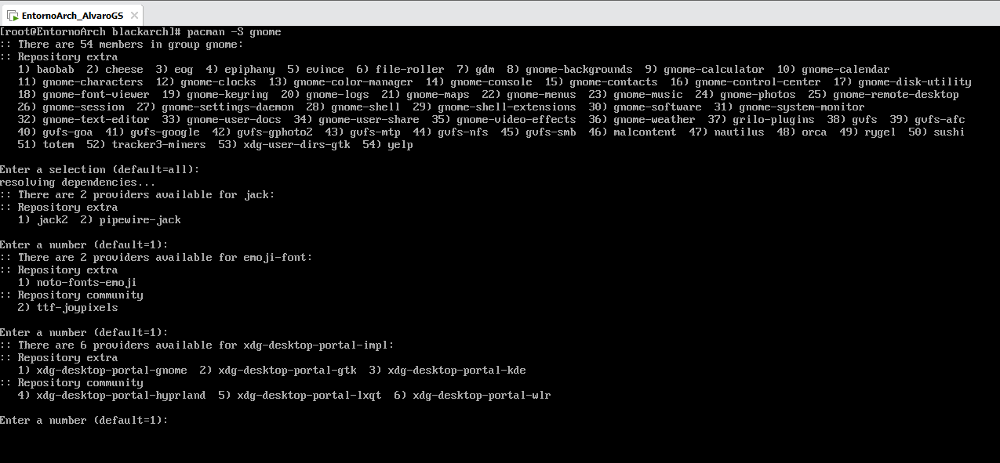 EntornoArch_AlvaroGS
[root@EntornoArch blackarch]# pacman -S gnome
:: There are 54 members in group gnome:
:: Repository extra
   1) baobab  2) cheese  3) eog  4) epiphany  5) evince  6) file-roller  7) gdm  8) gnome-backgrounds  9) gnome-calculator  10) gnome-calendar
   11) gnome-characters  12) gnome-clocks  13) gnome-color-manager  14) gnome-console  15) gnome-contacts  16) gnome-control-center  17) gnome-disk-utility
   18) gnome-font-viewer  19) gnome-keyring  20) gnome-logs  21) gnome-maps  22) gnome-menus  23) gnome-music  24) gnome-photos  25) gnome-remote-desktop
   26) gnome-session  27) gnome-settings-daemon  28) gnome-shell  29) gnome-shell-extensions  30) gnome-software  31) gnome-system-monitor
   32) gnome-text-editor  33) gnome-user-docs  34) gnome-user-share  35) gnome-video-effects  36) gnome-weather  37) grilo-plugins  38) gvfs  39) gvfs-afc
   40) gvfs-goa  41) gvfs-google  42) gvfs-gphoto2  43) gvfs-mtp  44) gvfs-nfs  45) gvfs-smb  46) malcontent  47) nautilus  48) orca  49) rygel  50) sushi
   51) totem  52) tracker3-miners  53) xdg-user-dirs-gtk  54) yelp

Enter a selection (default=all):
resolving dependencies...
:: There are 2 providers available for jack:
:: Repository extra
   1) jack2  2) pipewire-jack

Enter a number (default=1):
:: There are 2 providers available for emoji-font:
:: Repository extra
   1) noto-fonts-emoji
:: Repository community
   2) ttf-joypixels

Enter a number (default=1):
:: There are 6 providers available for xdg-desktop-portal-impl:
:: Repository extra
   1) xdg-desktop-portal-gnome  2) xdg-desktop-portal-gtk  3) xdg-desktop-portal-kde
:: Repository community
   4) xdg-desktop-portal-hyprland  5) xdg-desktop-portal-lxqt  6) xdg-desktop-portal-wlr

Enter a number (default=1):